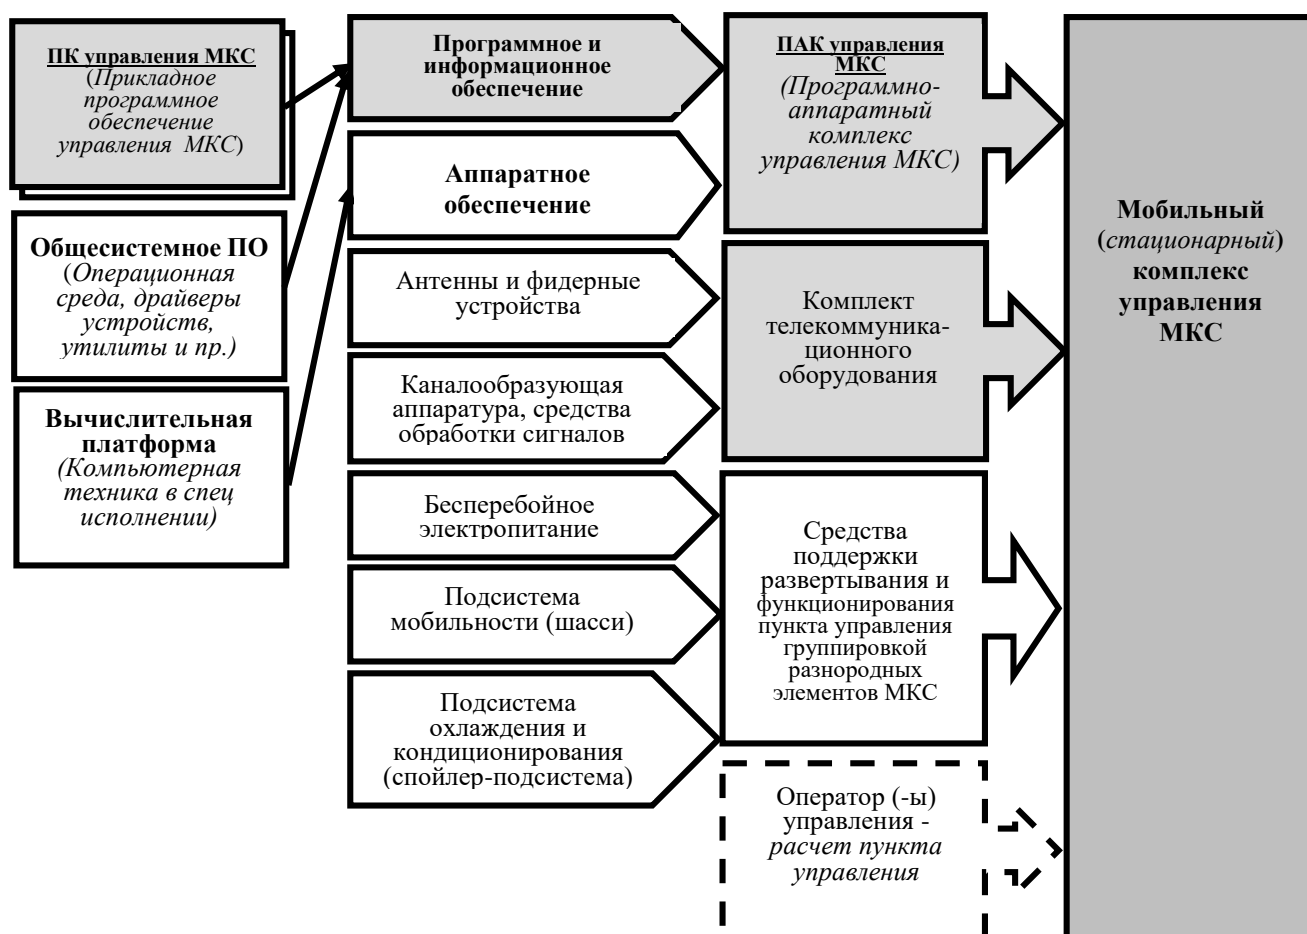 ПК управления МКС
(Прикладное
программное
обеспечение
управления МКС)
Общесистемное ПО
(Операционная
среда, драйверы
устройств,
утилиты и пр.)
Вычислительная
платформа
(Компьютерная
техника в спец
исполнении)
Программное и
информационное
обеспечение
Аппаратное
обеспечение
Антенны и фидерные
устройства
Каналообразующая
аппаратура, средства
обработки сигналов
Бесперебойное
электропитание
Подсистема
мобильности (шасси)
Подсистема
охлаждения и
кондиционирования
(спойлер-подсистема)
ПАК управления
МКС
(Программно-
аппаратный
комплекс
управления МКС)
Комплект
телекоммуника-
ционного
оборудования
Средства
поддержки
развертывания и
функционирования
пункта управления
группировкой
разнородных
элементов МКС
Оператор (-ы)
управления -
расчет пункта
управления
Мобильный
(стационарный)
комплекс
управления
МКС